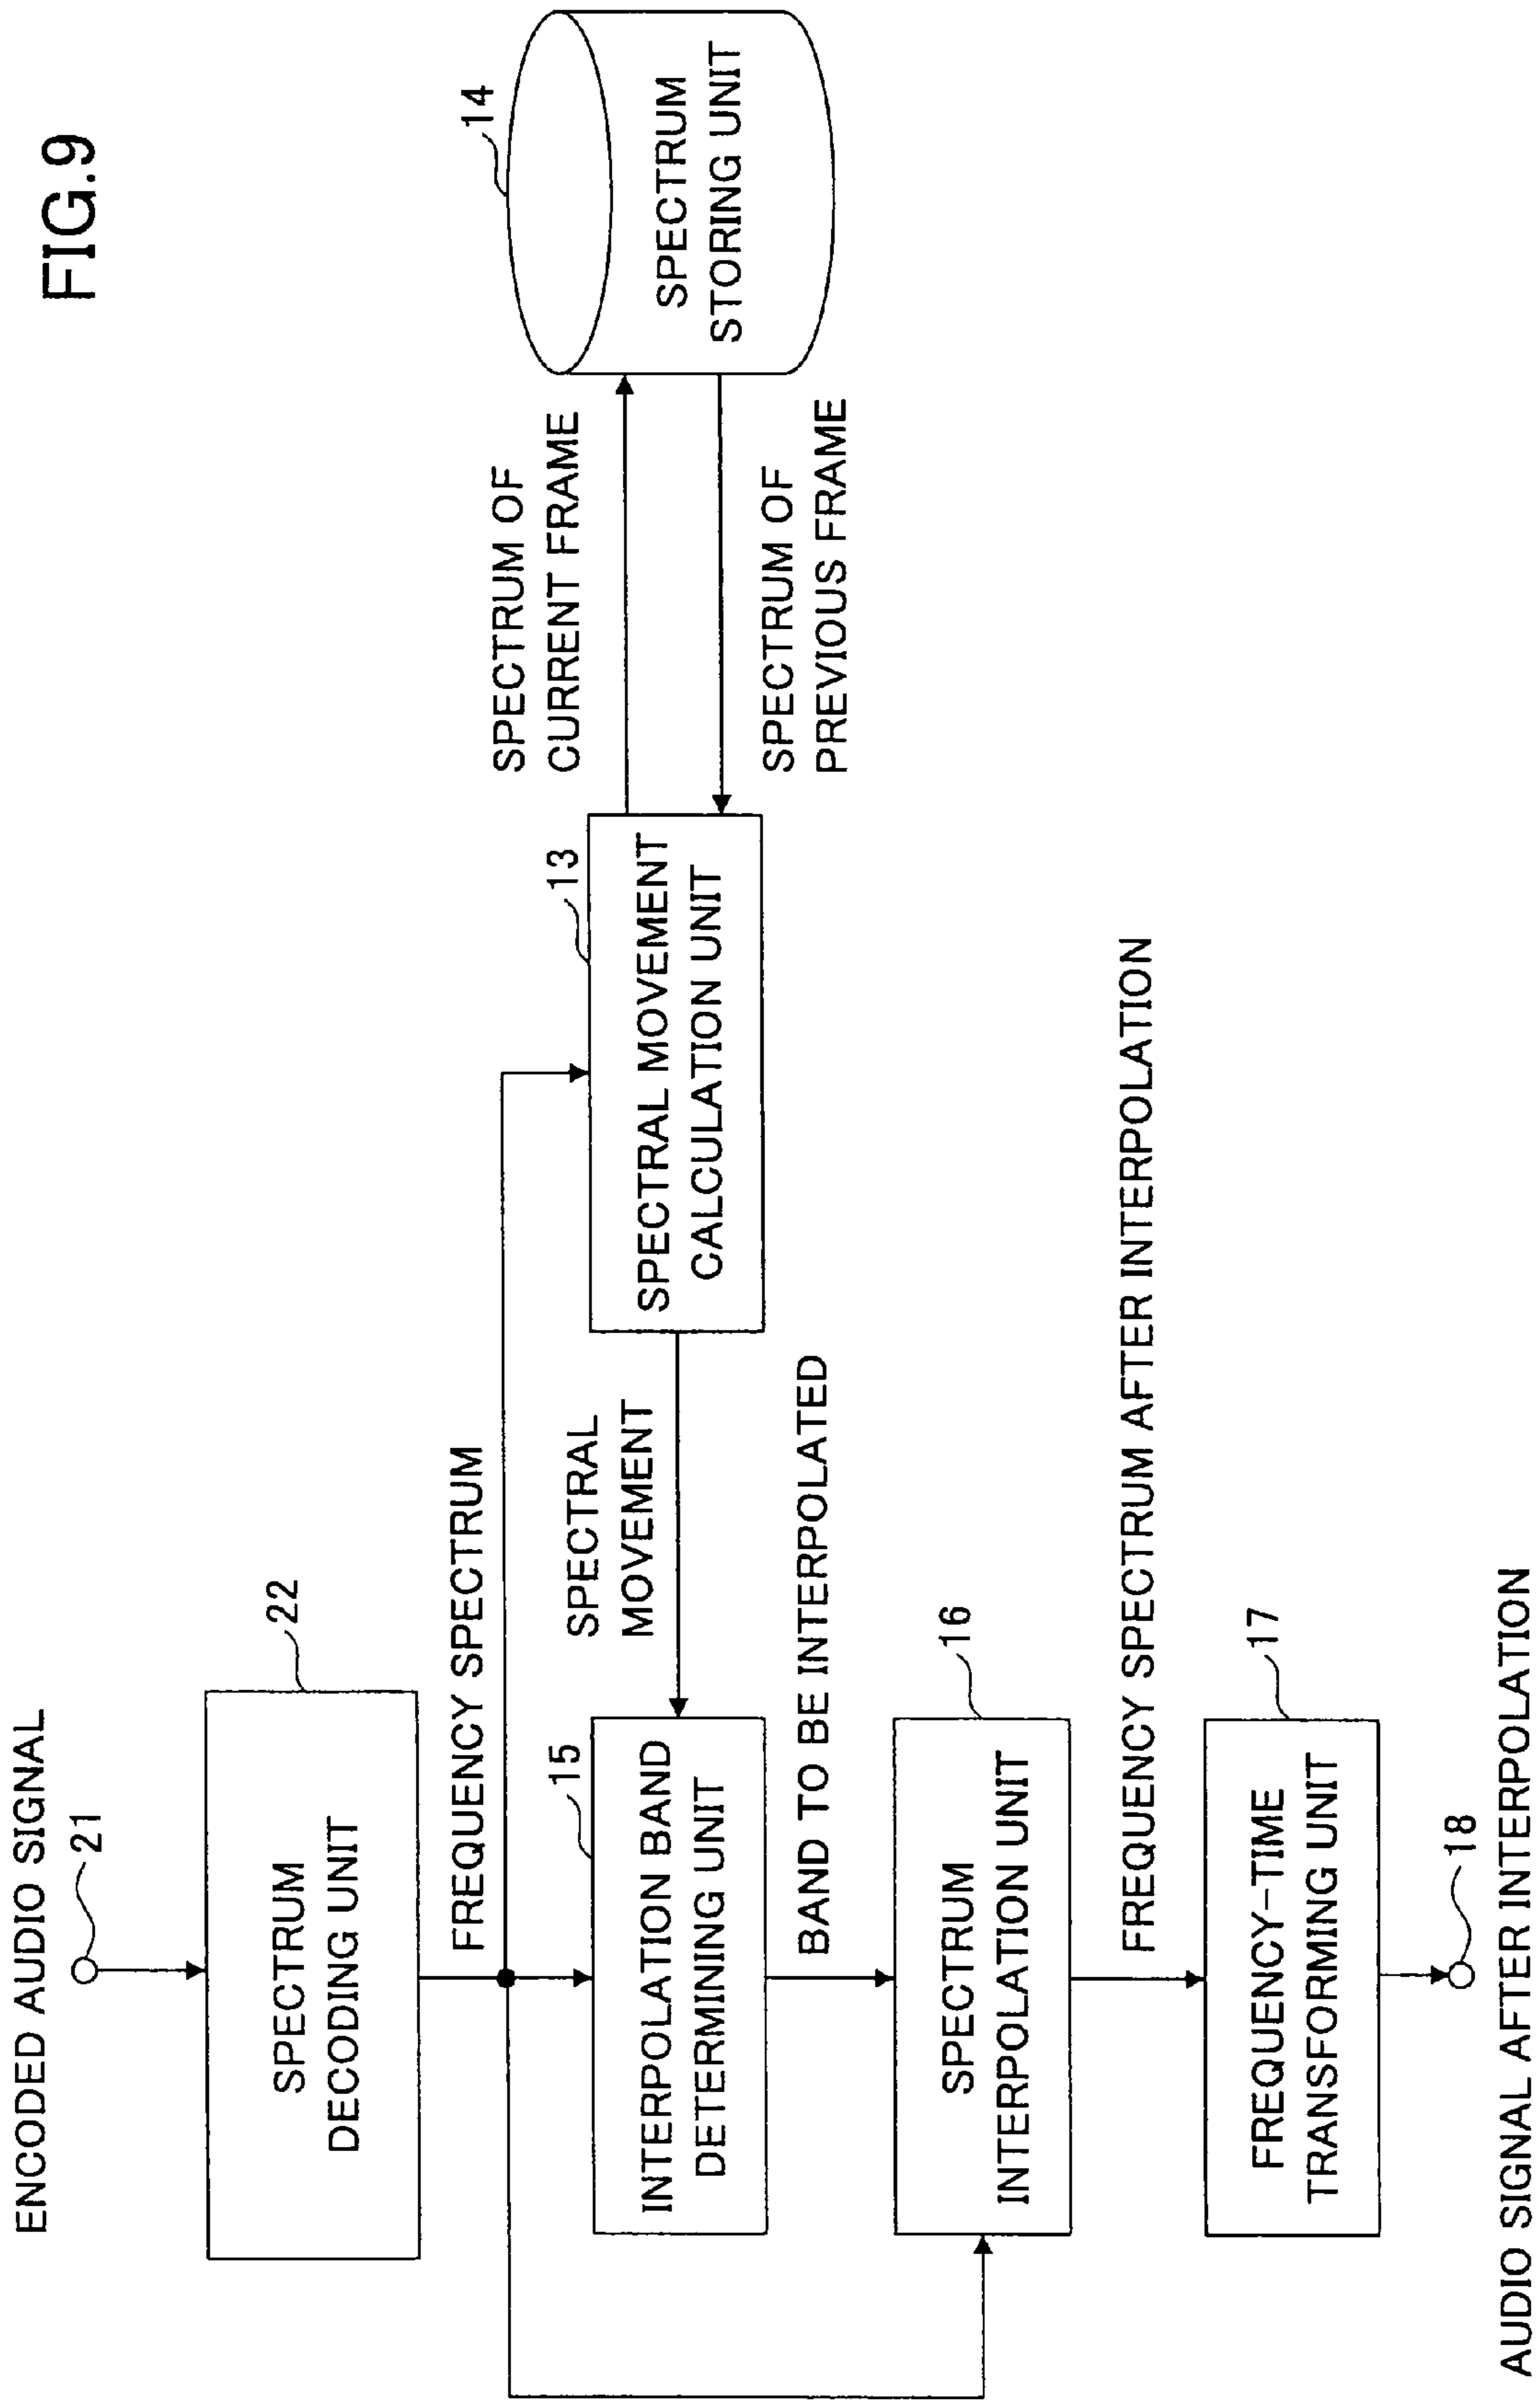 FIG.9
ENCODED AUDIO SIGNAL
21
22
SPECTRUM
DECODING UNIT
FREQUENCY SPECTRUM
14
SPECTRUM
STORING UNIT
SPECTRUM OF
CURRENT FRAME
SPECTRUM OF
PREVIOUS FRAME
13
SPECTRAL MOVEMENT
CALCULATION UNIT
SPECTRAL
MOVEMENT
15
INTERPOLATION BAND
DETERMINING UNIT
BAND TO BE INTERPOLATED
16
SPECTRUM
INTERPOLATION UNIT
FREQUENCY SPECTRUM AFTER INTERPOLATION
17
FREQUENCY-TIME
TRANSFORMING UNIT
18
AUDIO SIGNAL AFTER INTERPOLATION